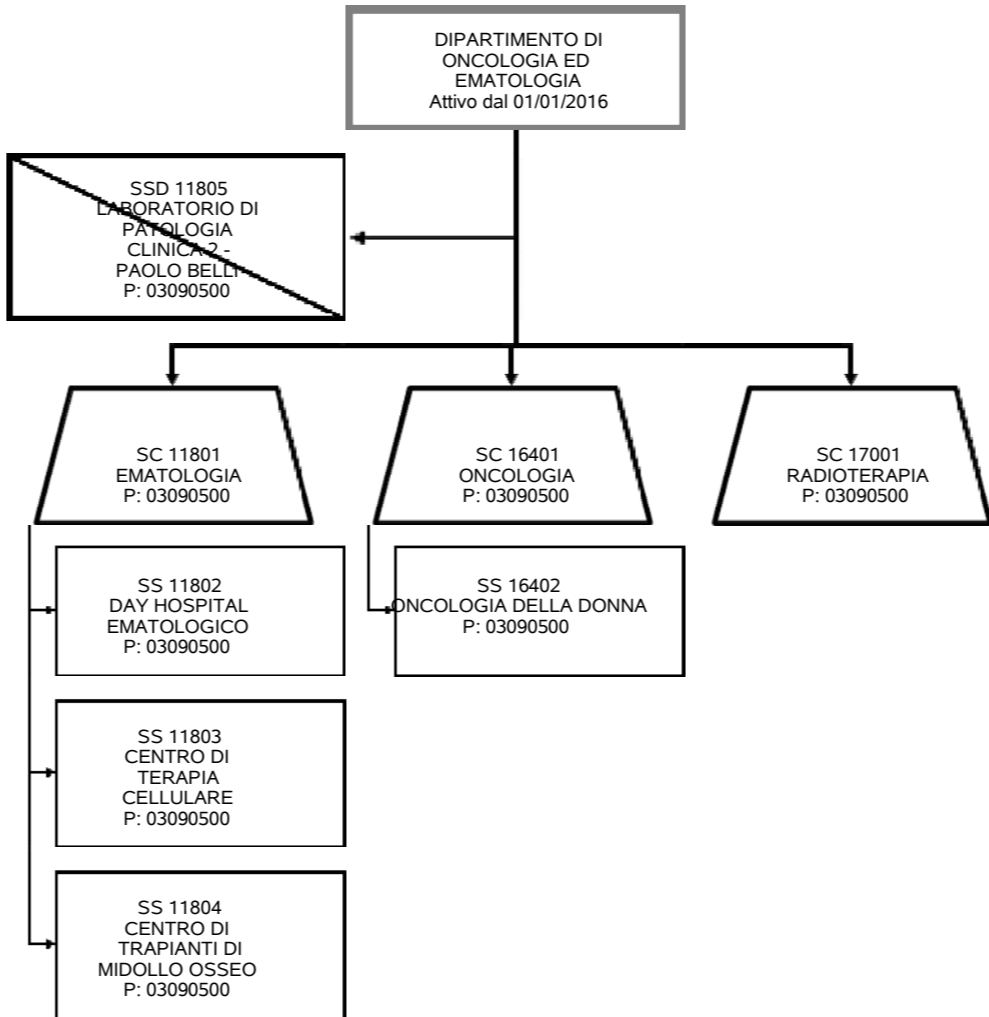 DIPARTIMENTO DI
ONCOLOGIA ED
EMATOLOGIA
Attivo dal 01/01/2016
SSD 11805
LABORATORIO DI
PATOLOGIA
CLINICA 2 -
PAOLO BELLI
P: 03090500
SC 11801
EMATOLOGIA
P: 03090500
SC 16401
ONCOLOGIA
P: 03090500
SC 17001
RADIOTERAPIA
P: 03090500
SS 11802
DAY HOSPITAL
EMATOLOGICO
P: 03090500
SS 16402
ONCOLOGIA DELLA DONNA
P: 03090500
SS 11803
CENTRO DI
TERAPIA
CELLULARE
P: 03090500
SS 11804
CENTRO DI
TRAPIANTI DI
MIDOLLO OSSEO
P: 03090500